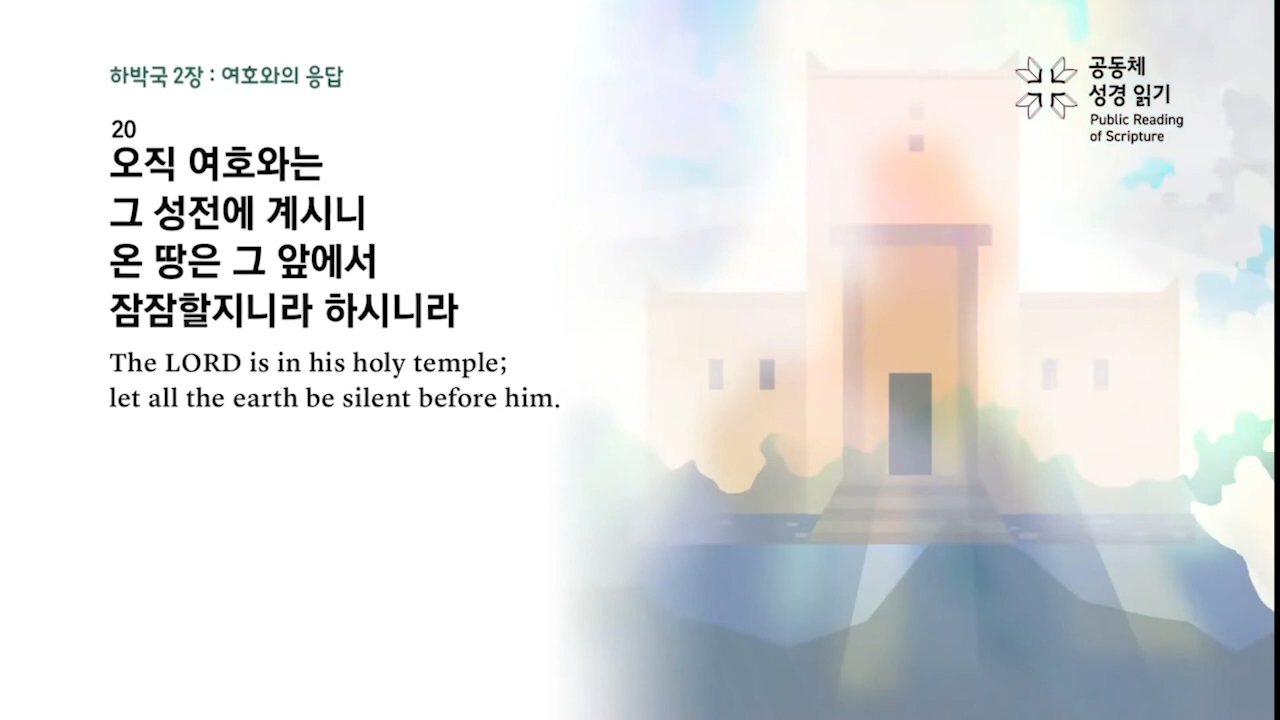 하박국 2장 : 여호와의 응답
20
오직 여호와는
그 성전에 계시니
온 땅은 그 앞에서
잠잠할지니라 하시니라
The LORD is in his holy temple;
let all the earth be silent before him.
공동체
성경 읽기
Public Reading
of Scripture